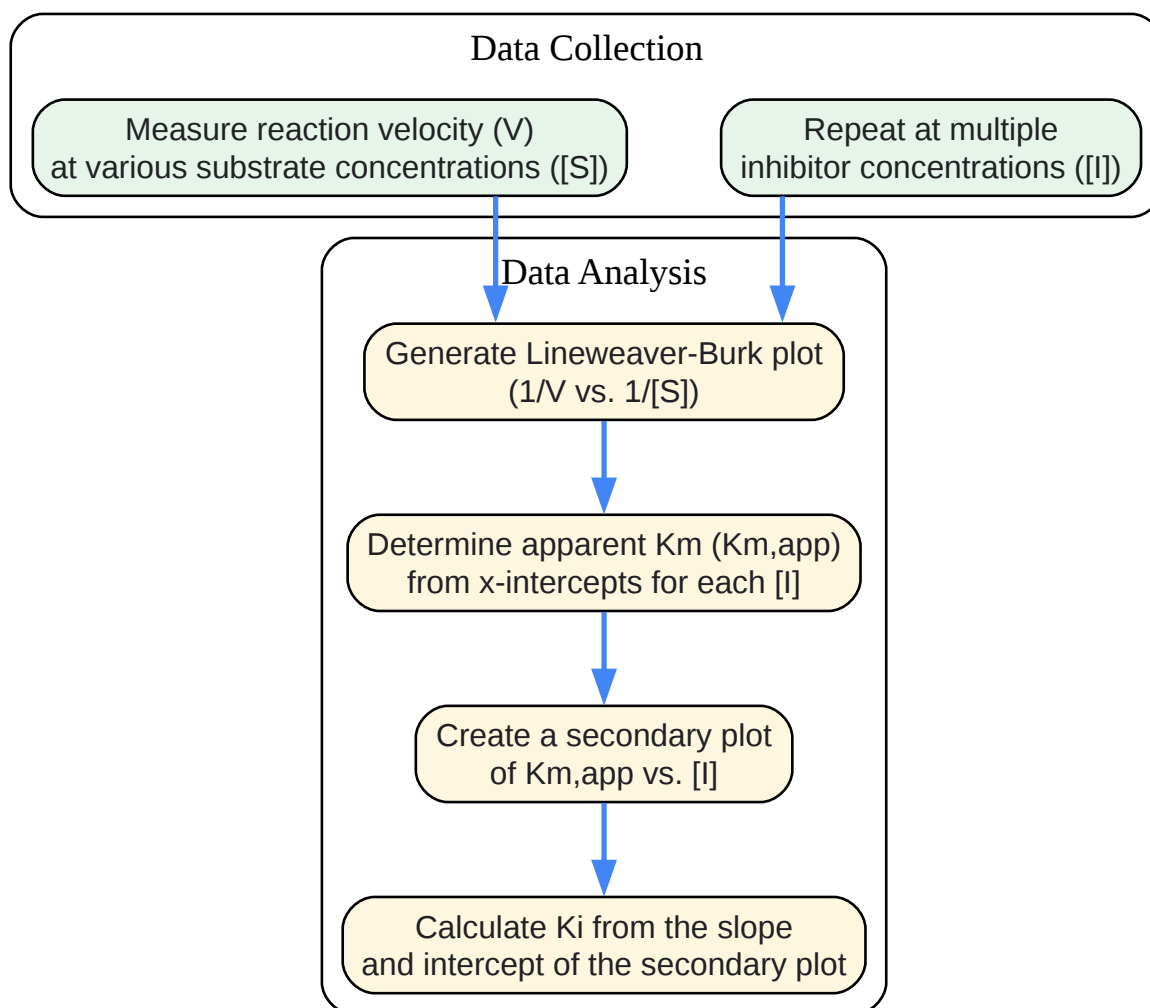 Data Collection
Measure reaction velocity (V)
at various substrate concentrations ([S])
Repeat at multiple
inhibitor concentrations ([I])
Data Analysis
Generate Lineweaver-Burk plot
(1/V vs. 1/[S])
Determine apparent Km (Km,app)
from x-intercepts for each [I]
Create a secondary plot
of Km,app vs. [I]
Calculate Ki from the slope
and intercept of the secondary plot